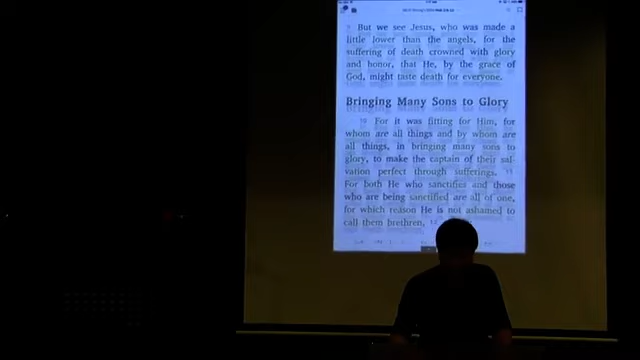 9 But we see Jesus, who was made a
little lower than the angels, for the
suffering of death crowned with glory
and honor, that He, by the grace of
God, might taste death for everyone.
Bringing Many Sons to Glory
10 For it was fitting for Him, for
whom are all things and by whom are
all things, in bringing many sons to
glory, to make the captain of their sal-
vation perfect through sufferings. 11
For both He who sanctifies and those
who are being sanctified are all of one,
for which reason He is not ashamed to
call them brethren, 12